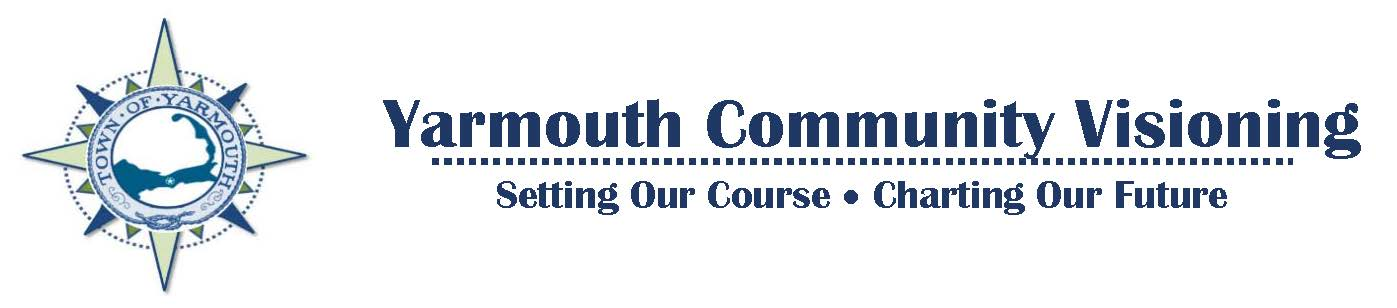 TOWN · OF · YARMOUTH
Yarmouth Community Visioning
Setting Our Course • Charting Our Future